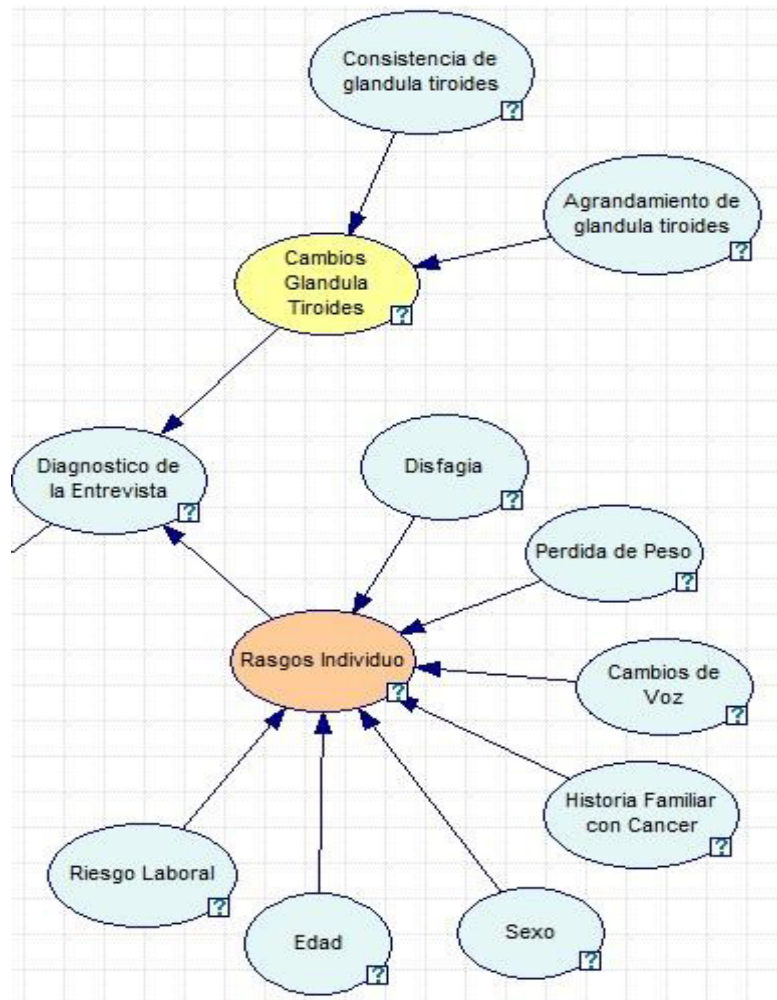 Consistencia de
glandula tiroides
?
Agrandamiento de
glandula tiroides
?
Cambios
Glandula
Tiroides
?
Diagnostico de
la Entrevista
?
Disfagia
?
Perdida de Peso
?
Rasgos Individuo
?
Cambios de
Voz
?
Historia Familiar
con Cancer
?
Riesgo Laboral
?
Edad
?
Sexo
?